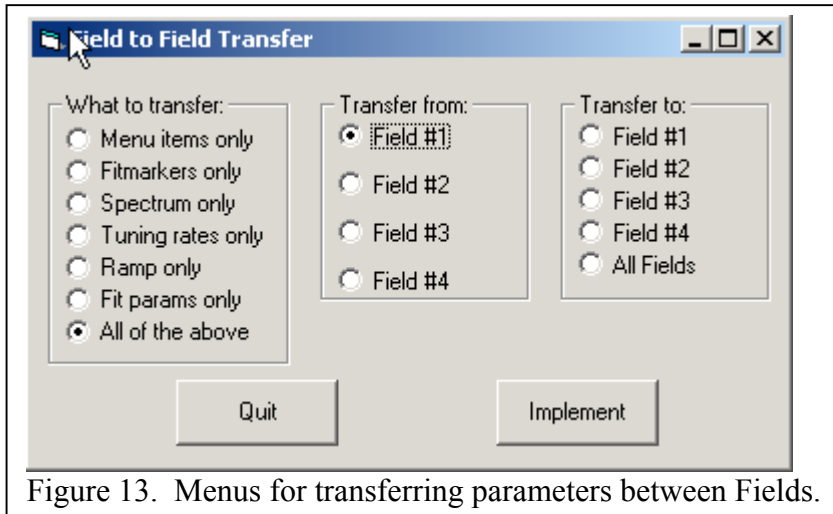 Field to Field Transfer
What to transfer:
Menu items only
Fitmarkers only
Spectrum only
Tuning rates only
Ramp only
Fit params only
All of the above
Transfer from:
Field #1
Field #2
Field #3
Field #4
Transfer to:
Field #1
Field #2
Field #3
Field #4
All Fields
Quit
Implement
Figure 13. Menus for transferring parameters between Fields.